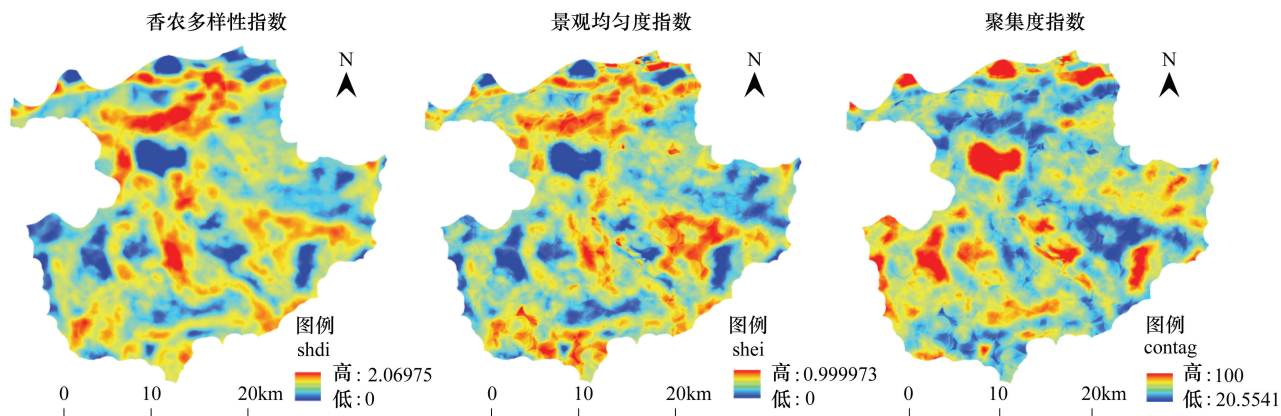 香农多样性指数
N
图例
shdi
高: 2.06975
低: 0
0 10 20km
景观均匀度指数
N
图例
shei
高: 0.999973
低: 0
0 10 20km
聚集度指数
N
图例
contag
高: 100
低: 20.5541
0 10 20km